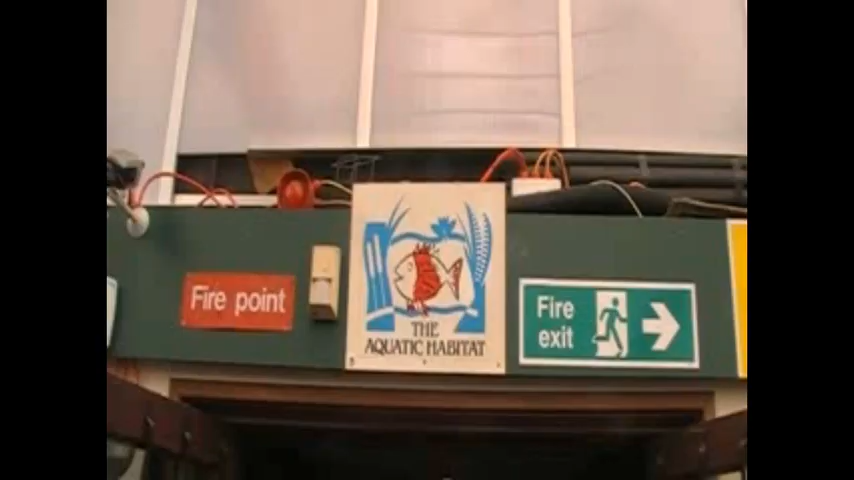 Fire point
THE
AQUATIC HABITAT
Fire
exit